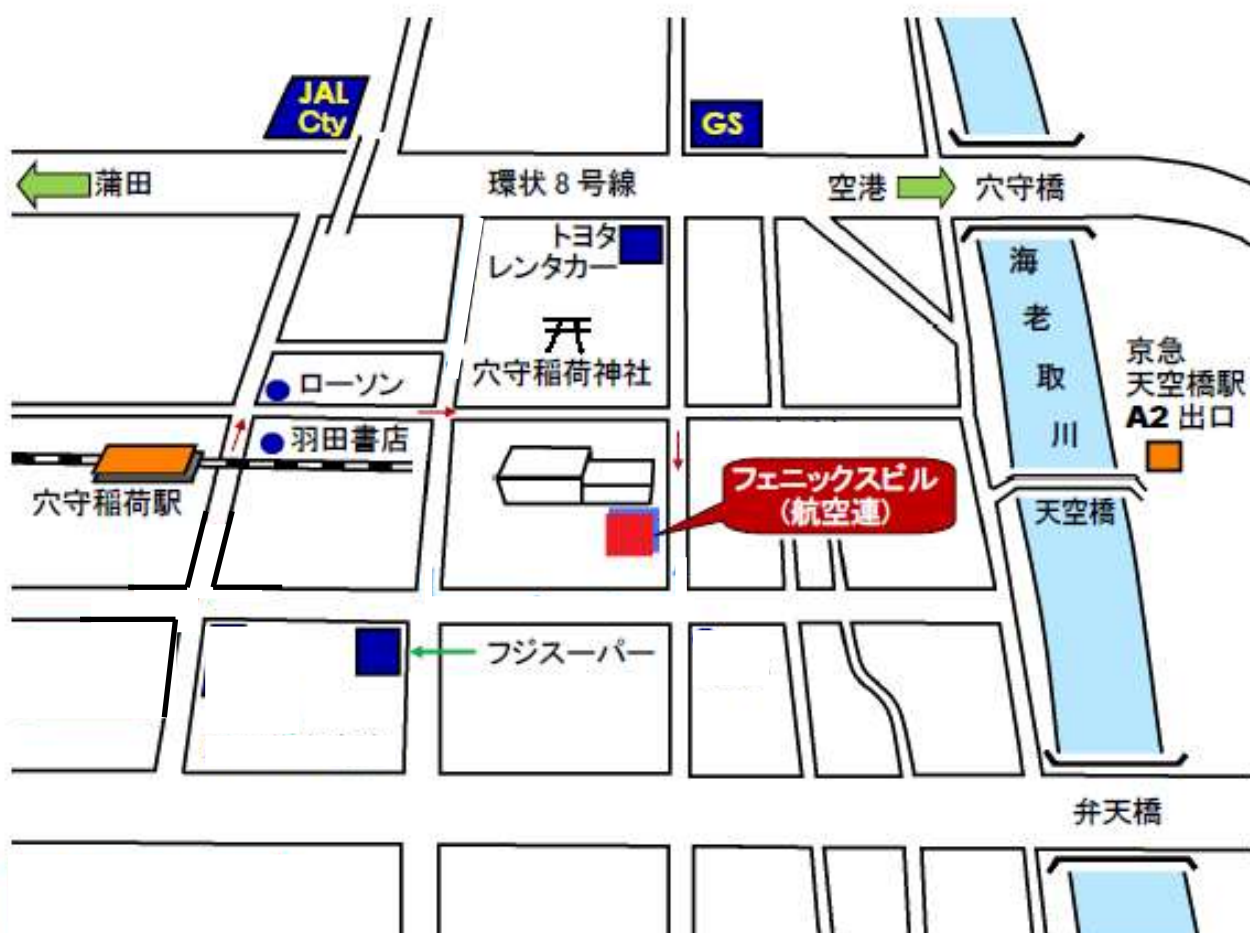 JAL
Cty
GS
蒲田
環状8号線
空港
穴守橋
トヨタ
レンタカー
海老取川
穴守稲荷神社
京急
天空橋駅
A2 出口
ローソン
羽田書店
穴守稲荷駅
フェニックスビル
(航空連)
天空橋
フジスーパー
弁天橋